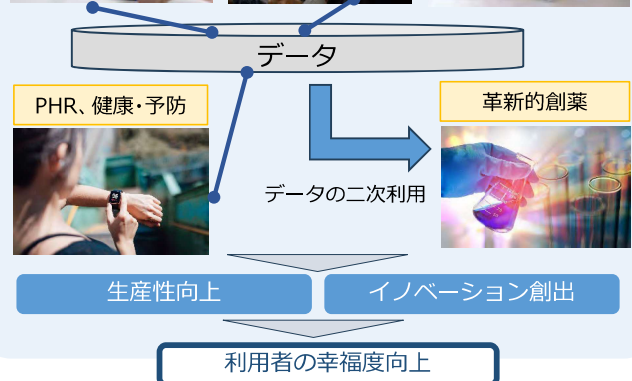 データ
PHR、健康・予防
革新的創薬
データの二次利用
生産性向上
イノベーション創出
利用者の幸福度向上